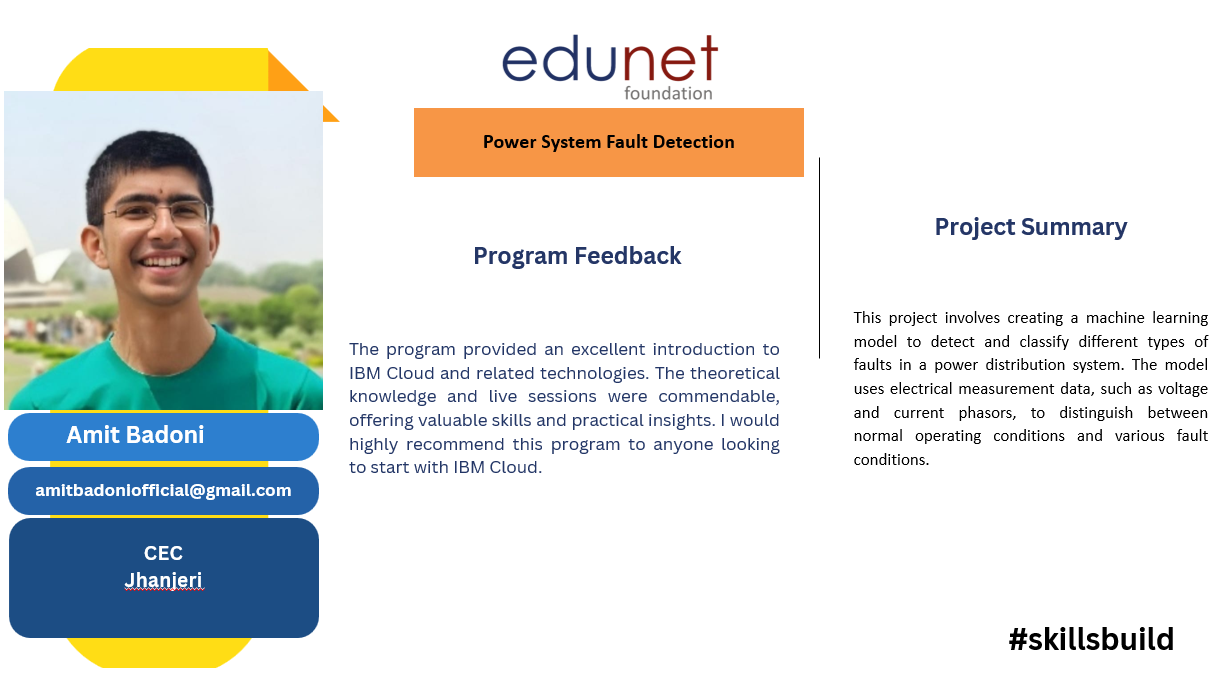 edunet
foundation
Power System Fault Detection
Amit Badoni
amitbadoniofficial@gmail.com
CEC
Jhanjeri
Program Feedback
The program provided an excellent introduction to
IBM Cloud and related technologies. The theoretical
knowledge and live sessions were commendable,
offering valuable skills and practical insights. I would
highly recommend this program to anyone looking
to start with IBM Cloud.
Project Summary
This project involves creating a machine learning
model to detect and classify different types of
faults in a power distribution system. The model
uses electrical measurement data, such as voltage
and current phasors, to distinguish between
normal operating conditions and various fault
conditions.
#skillsbuild